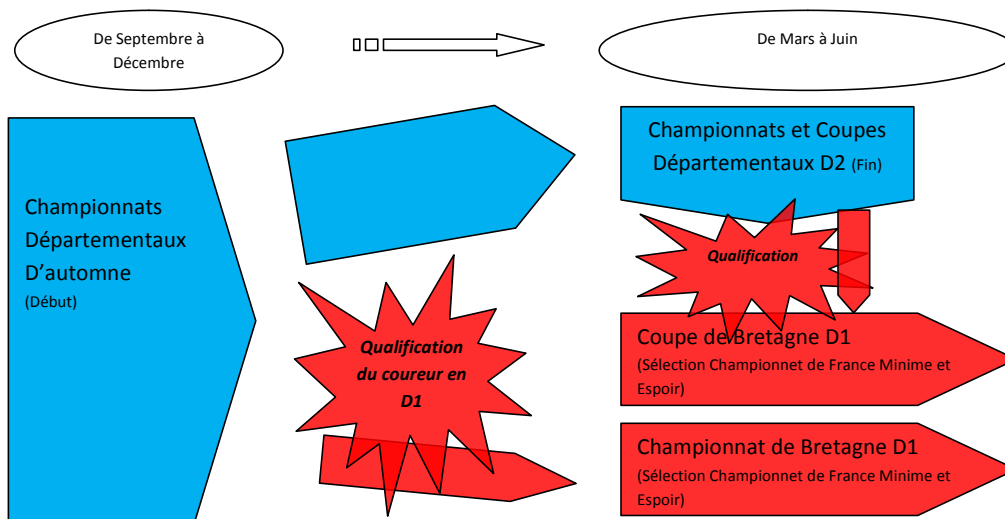 De Septembre à
Décembre
De Mars à Juin
Championnats
Départementaux
D'automne
(Début)
Qualification
du coureur en
D1
Championnats et Coupes
Départementaux D2 (Fin)
Qualification
Coupe de Bretagne D1
(Sélection Championnet de France Minime et
Espoir)
Championnat de Bretagne D1
(Sélection Championnet de France Minime et
Espoir)